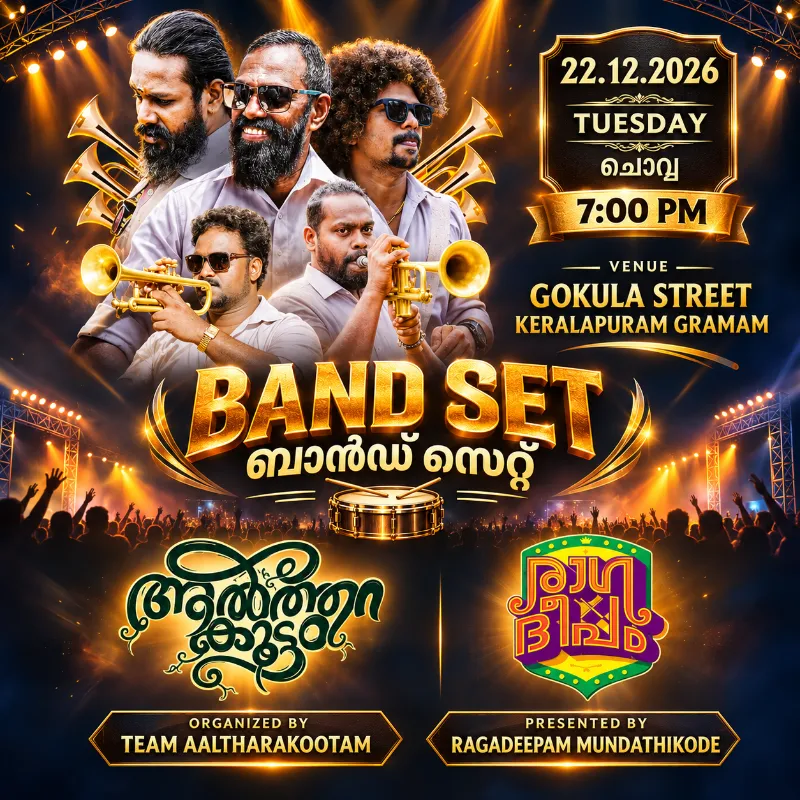 22.12.2026
TUESDAY
ചൊവ്വ
7:00 PM
VENUE
GOKULA STREET
KERALAPURAM GRAMAM
BAND SET
ബാൻഡ് സെറ്റ്
ആൽത്തറ
കൂട്ടം
രാഗ
ദീപം
ORGANIZED BY
TEAM AALTHARAKOOTAM
PRESENTED BY
RAGADEEPAM MUNDATHIKODE